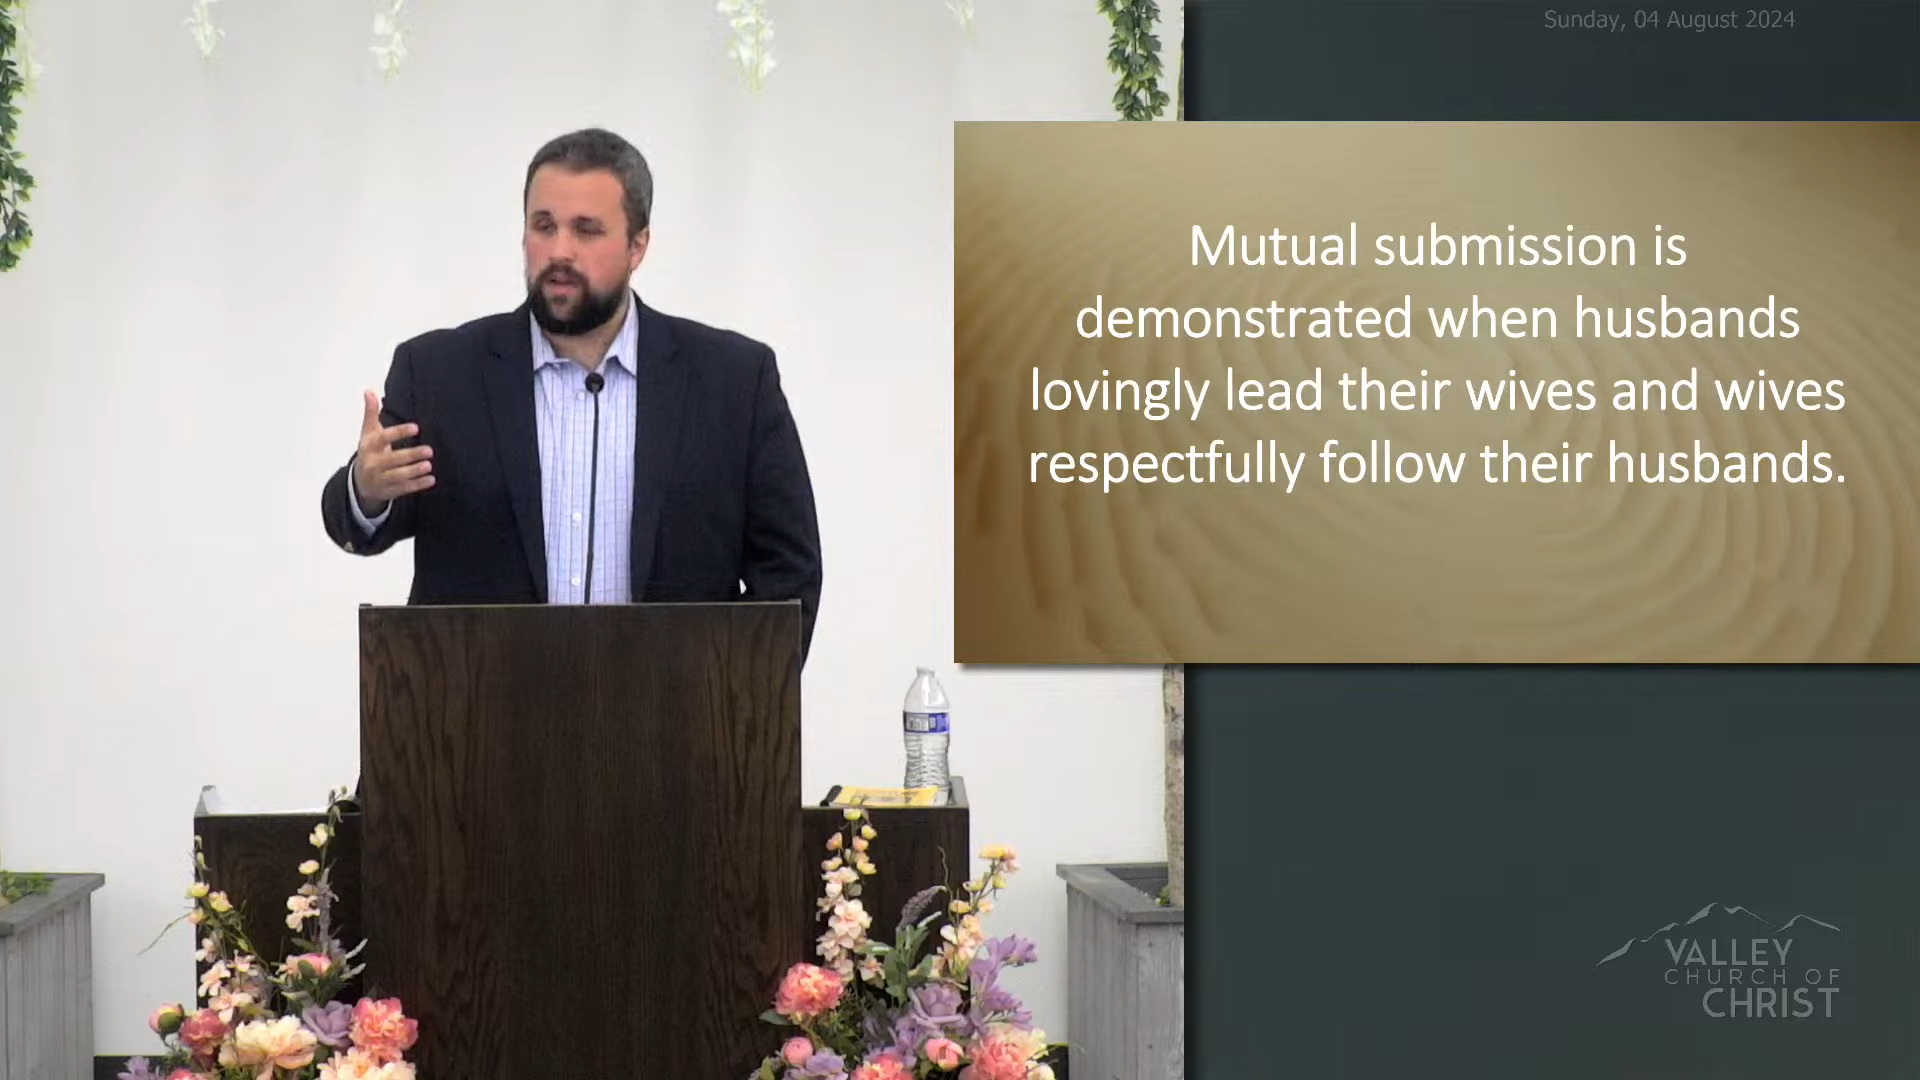 Sunday, 04 August 2024
Mutual submission is
demonstrated when husbands
lovingly lead their wives and wives
respectfully follow their husbands.
VALLEY
CHURCH OF
CHRIST